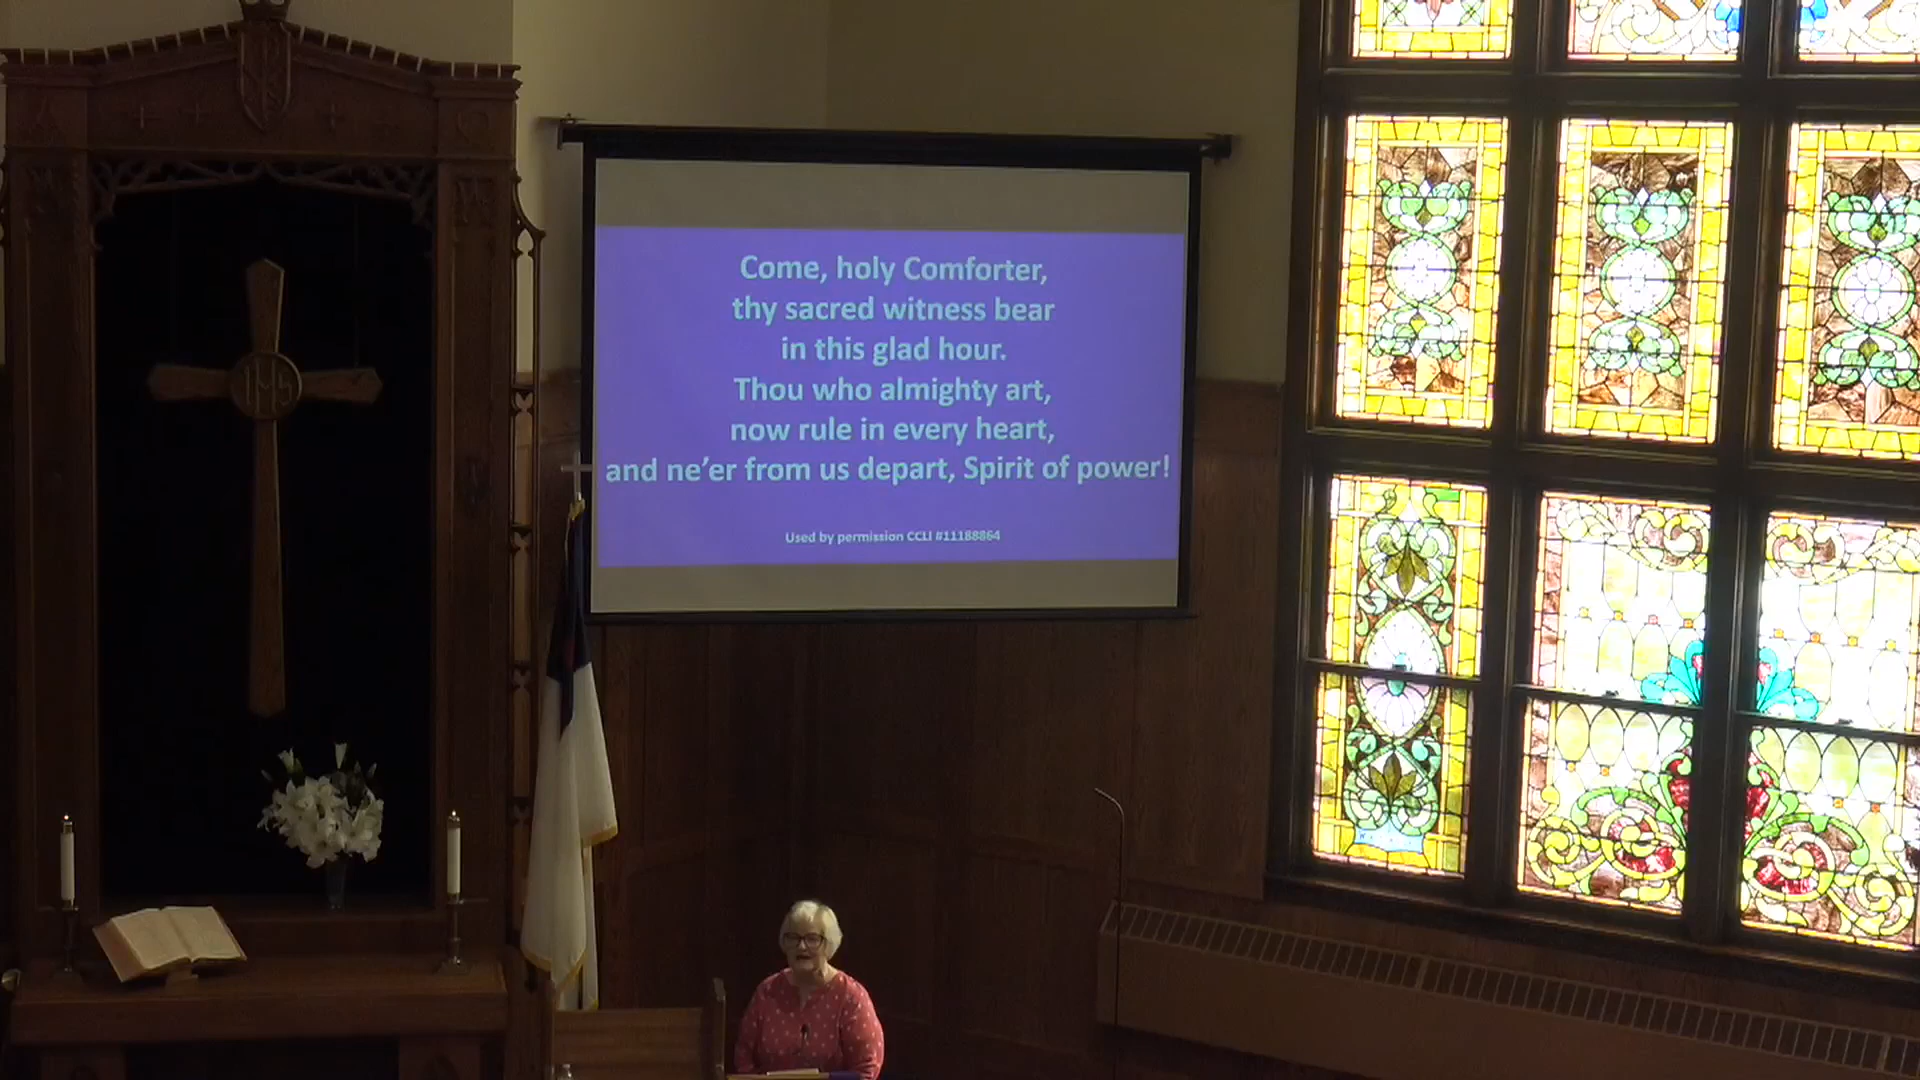 Come, holy Comforter,
thy sacred witness bear
in this glad hour.
Thou who almighty art,
now rule in every heart,
and ne’er from us depart, Spirit of power!
Used by permission CCLI #11188864
IHS